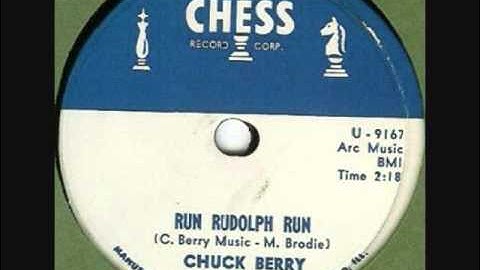 CHESS
RECORD CORP.
U-9167
Arc Music
BMI
Time 2:18
RUN RUDOLPH RUN
(C. Berry Music - M. Brodie)
CHUCK BERRY